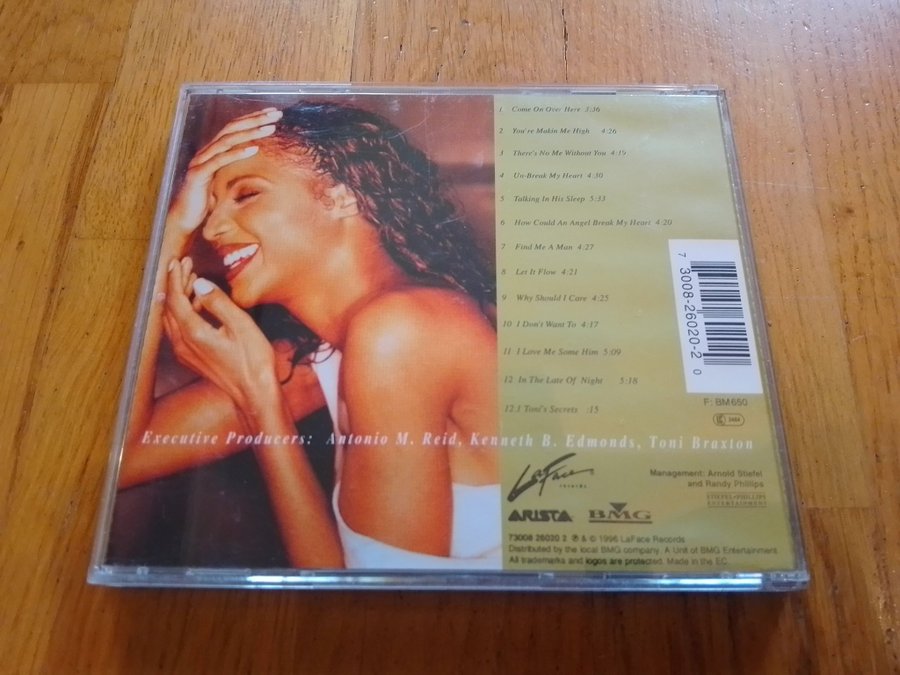 1 Come On Over Here 3:36
2 You're Makin Me High 4:26
3 There's No Me Without You 4:19
4 Un-Break My Heart 4:30
5 Talking In His Sleep 5:33
6 How Could An Angel Break My Heart 4:20
7 Find Me A Man 4:27
8 Let It Flow 4:21
9 Why Should I Care 4:25
10 I Don't Want To 4:17
11 I Love Me Some Him 5:09
12 In The Late Of Night 5:18
12.1 Toni's Secrets :15
7 3008-26020-2 0
F: BM650
Executive Producers: Antonio M. Reid, Kenneth B. Edmonds, Toni Braxton
LaFace
RECORDS
Management: Arnold Stiefel
and Randy Phillips
STIEFEL•PHILLIPS
ENTERTAINMENT
ARISTA BMG
73008 26020 2 ℗ & © 1996 LaFace Records
Distributed by the local BMG company. A Unit of BMG Entertainment
All trademarks and logos are protected. Made in the EC.